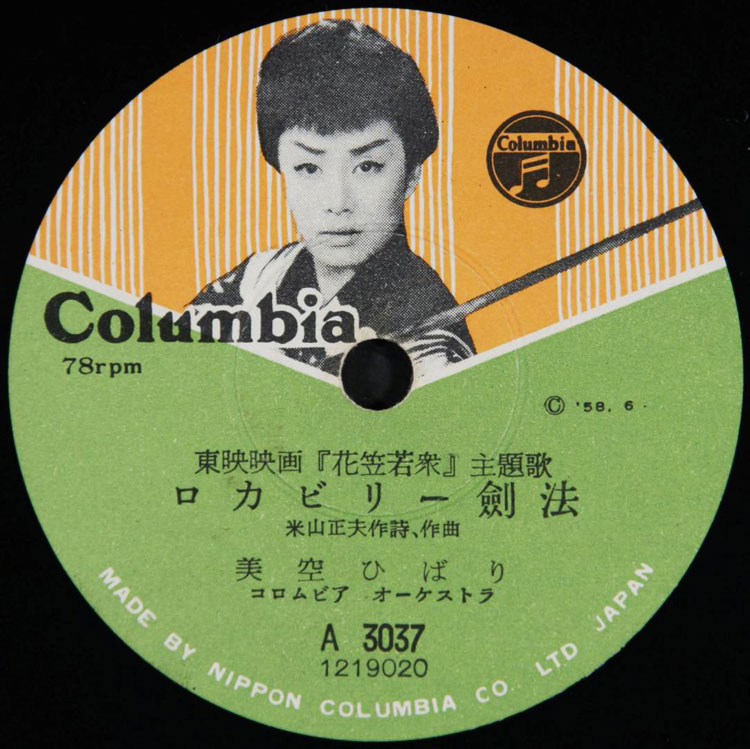 Columbia
Columbia
78rpm
Ⓒ '58. 6.
東映映画『花笠若衆』主題歌
ロカビリー劍法
米山正夫作詩、作曲
美空ひばり
コロムビア オーケストラ
A 3037
1219020
MADE BY NIPPON COLUMBIA CO., LTD JAPAN